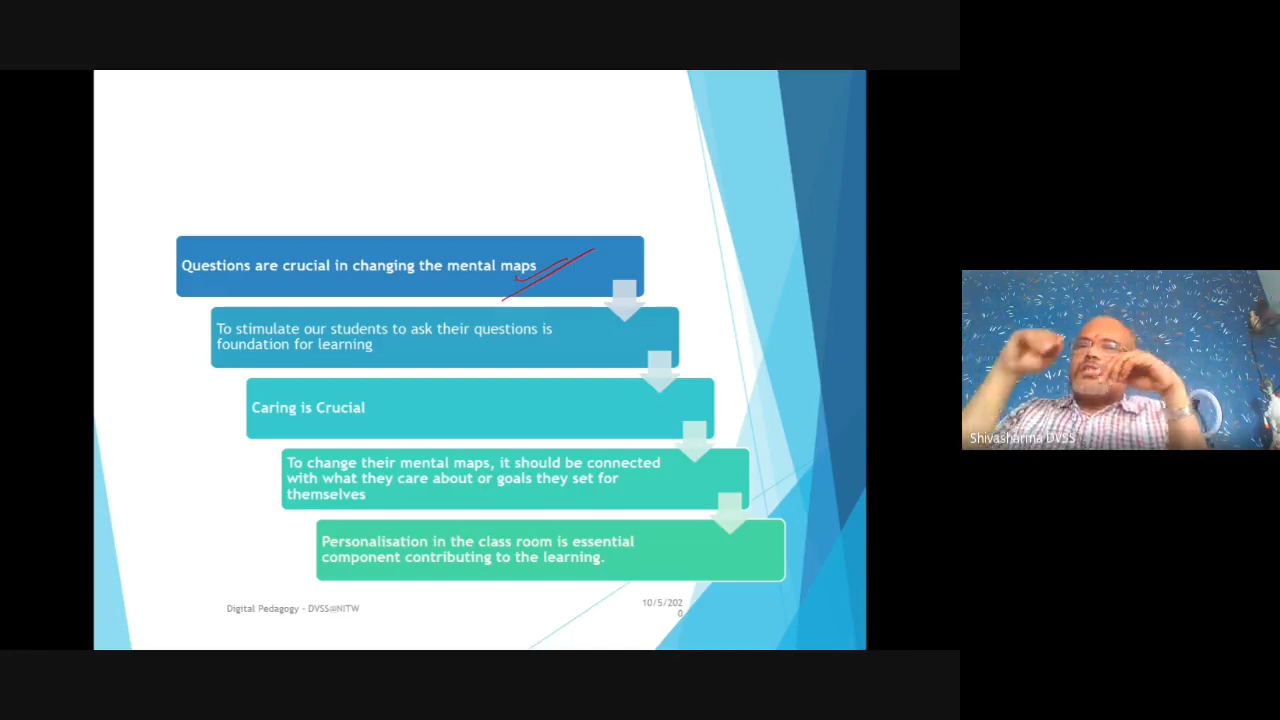 Questions are crucial in changing the mental maps
To stimulate our students to ask their questions is
foundation for learning
Caring is Crucial
To change their mental maps, it should be connected
with what they care about or goals they set for
themselves
Personalisation in the class room is essential
component contributing to the learning.
Digital Pedagogy - DVSS@NITW
10/5/202
0
Shivasharma DVSS